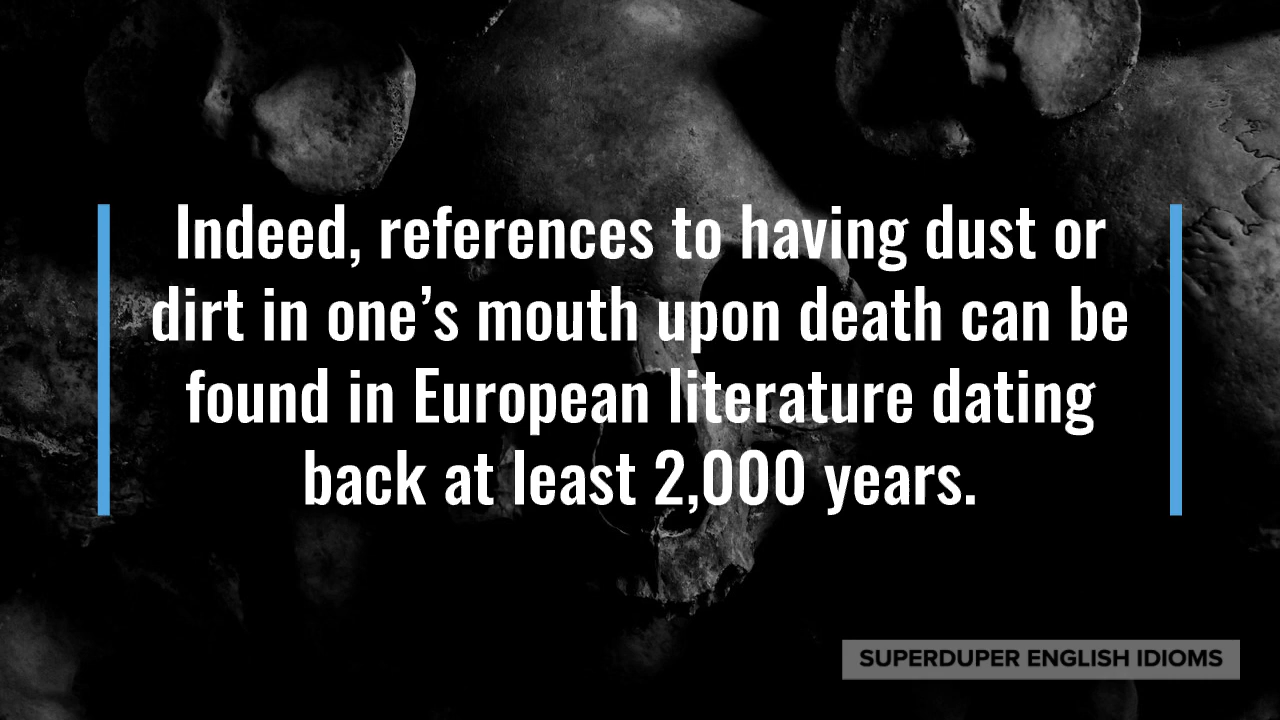 Indeed, references to having dust or
dirt in one’s mouth upon death can be
found in European literature dating
back at least 2,000 years.
SUPERDUPER ENGLISH IDIOMS